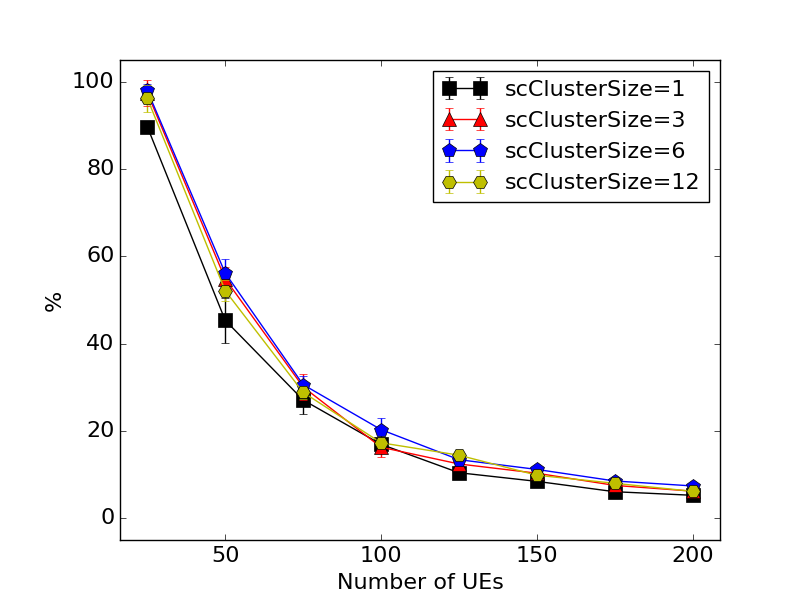 100
80
60
40
20
0
%
50
100
150
200
Number of UEs
scClusterSize=1
scClusterSize=3
scClusterSize=6
scClusterSize=12